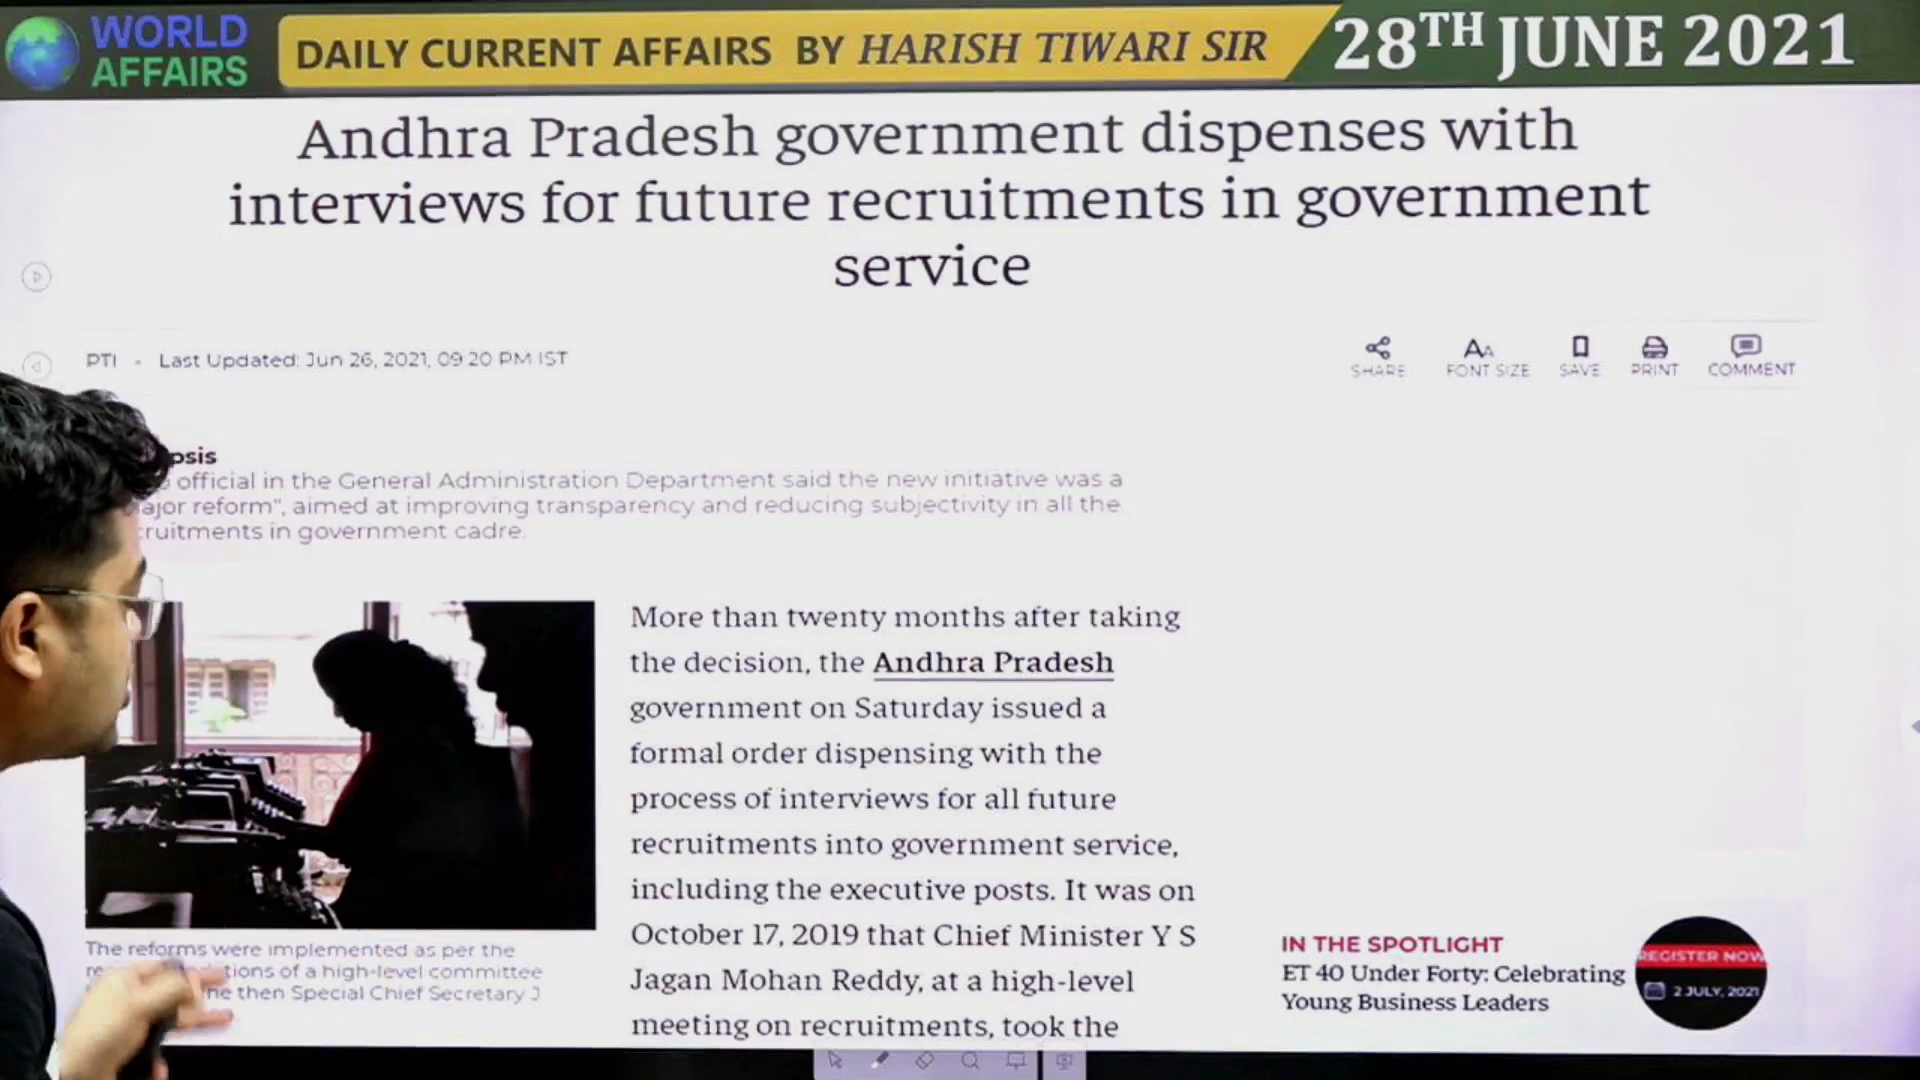 WORLD
AFFAIRS
DAILY CURRENT AFFAIRS BY HARISH TIWARI SIR
28TH JUNE 2021
Andhra Pradesh government dispenses with
interviews for future recruitments in government
service
PTI - Last Updated: Jun 26, 2021, 09:20 PM IST
SHARE
FONT SIZE
SAVE
PRINT
COMMENT
psis
official in the General Administration Department said the new initiative was a
ajor reform", aimed at improving transparency and reducing subjectivity in all the
cruitments in government cadre.
More than twenty months after taking
the decision, the Andhra Pradesh
government on Saturday issued a
formal order dispensing with the
process of interviews for all future
recruitments into government service,
including the executive posts. It was on
October 17, 2019 that Chief Minister Y S
Jagan Mohan Reddy, at a high-level
meeting on recruitments, took the
The reforms were implemented as per the
tions of a high-level committee
he then Special Chief Secretary J
IN THE SPOTLIGHT
ET 40 Under Forty: Celebrating
Young Business Leaders
REGISTER NOW
2 JULY, 2021